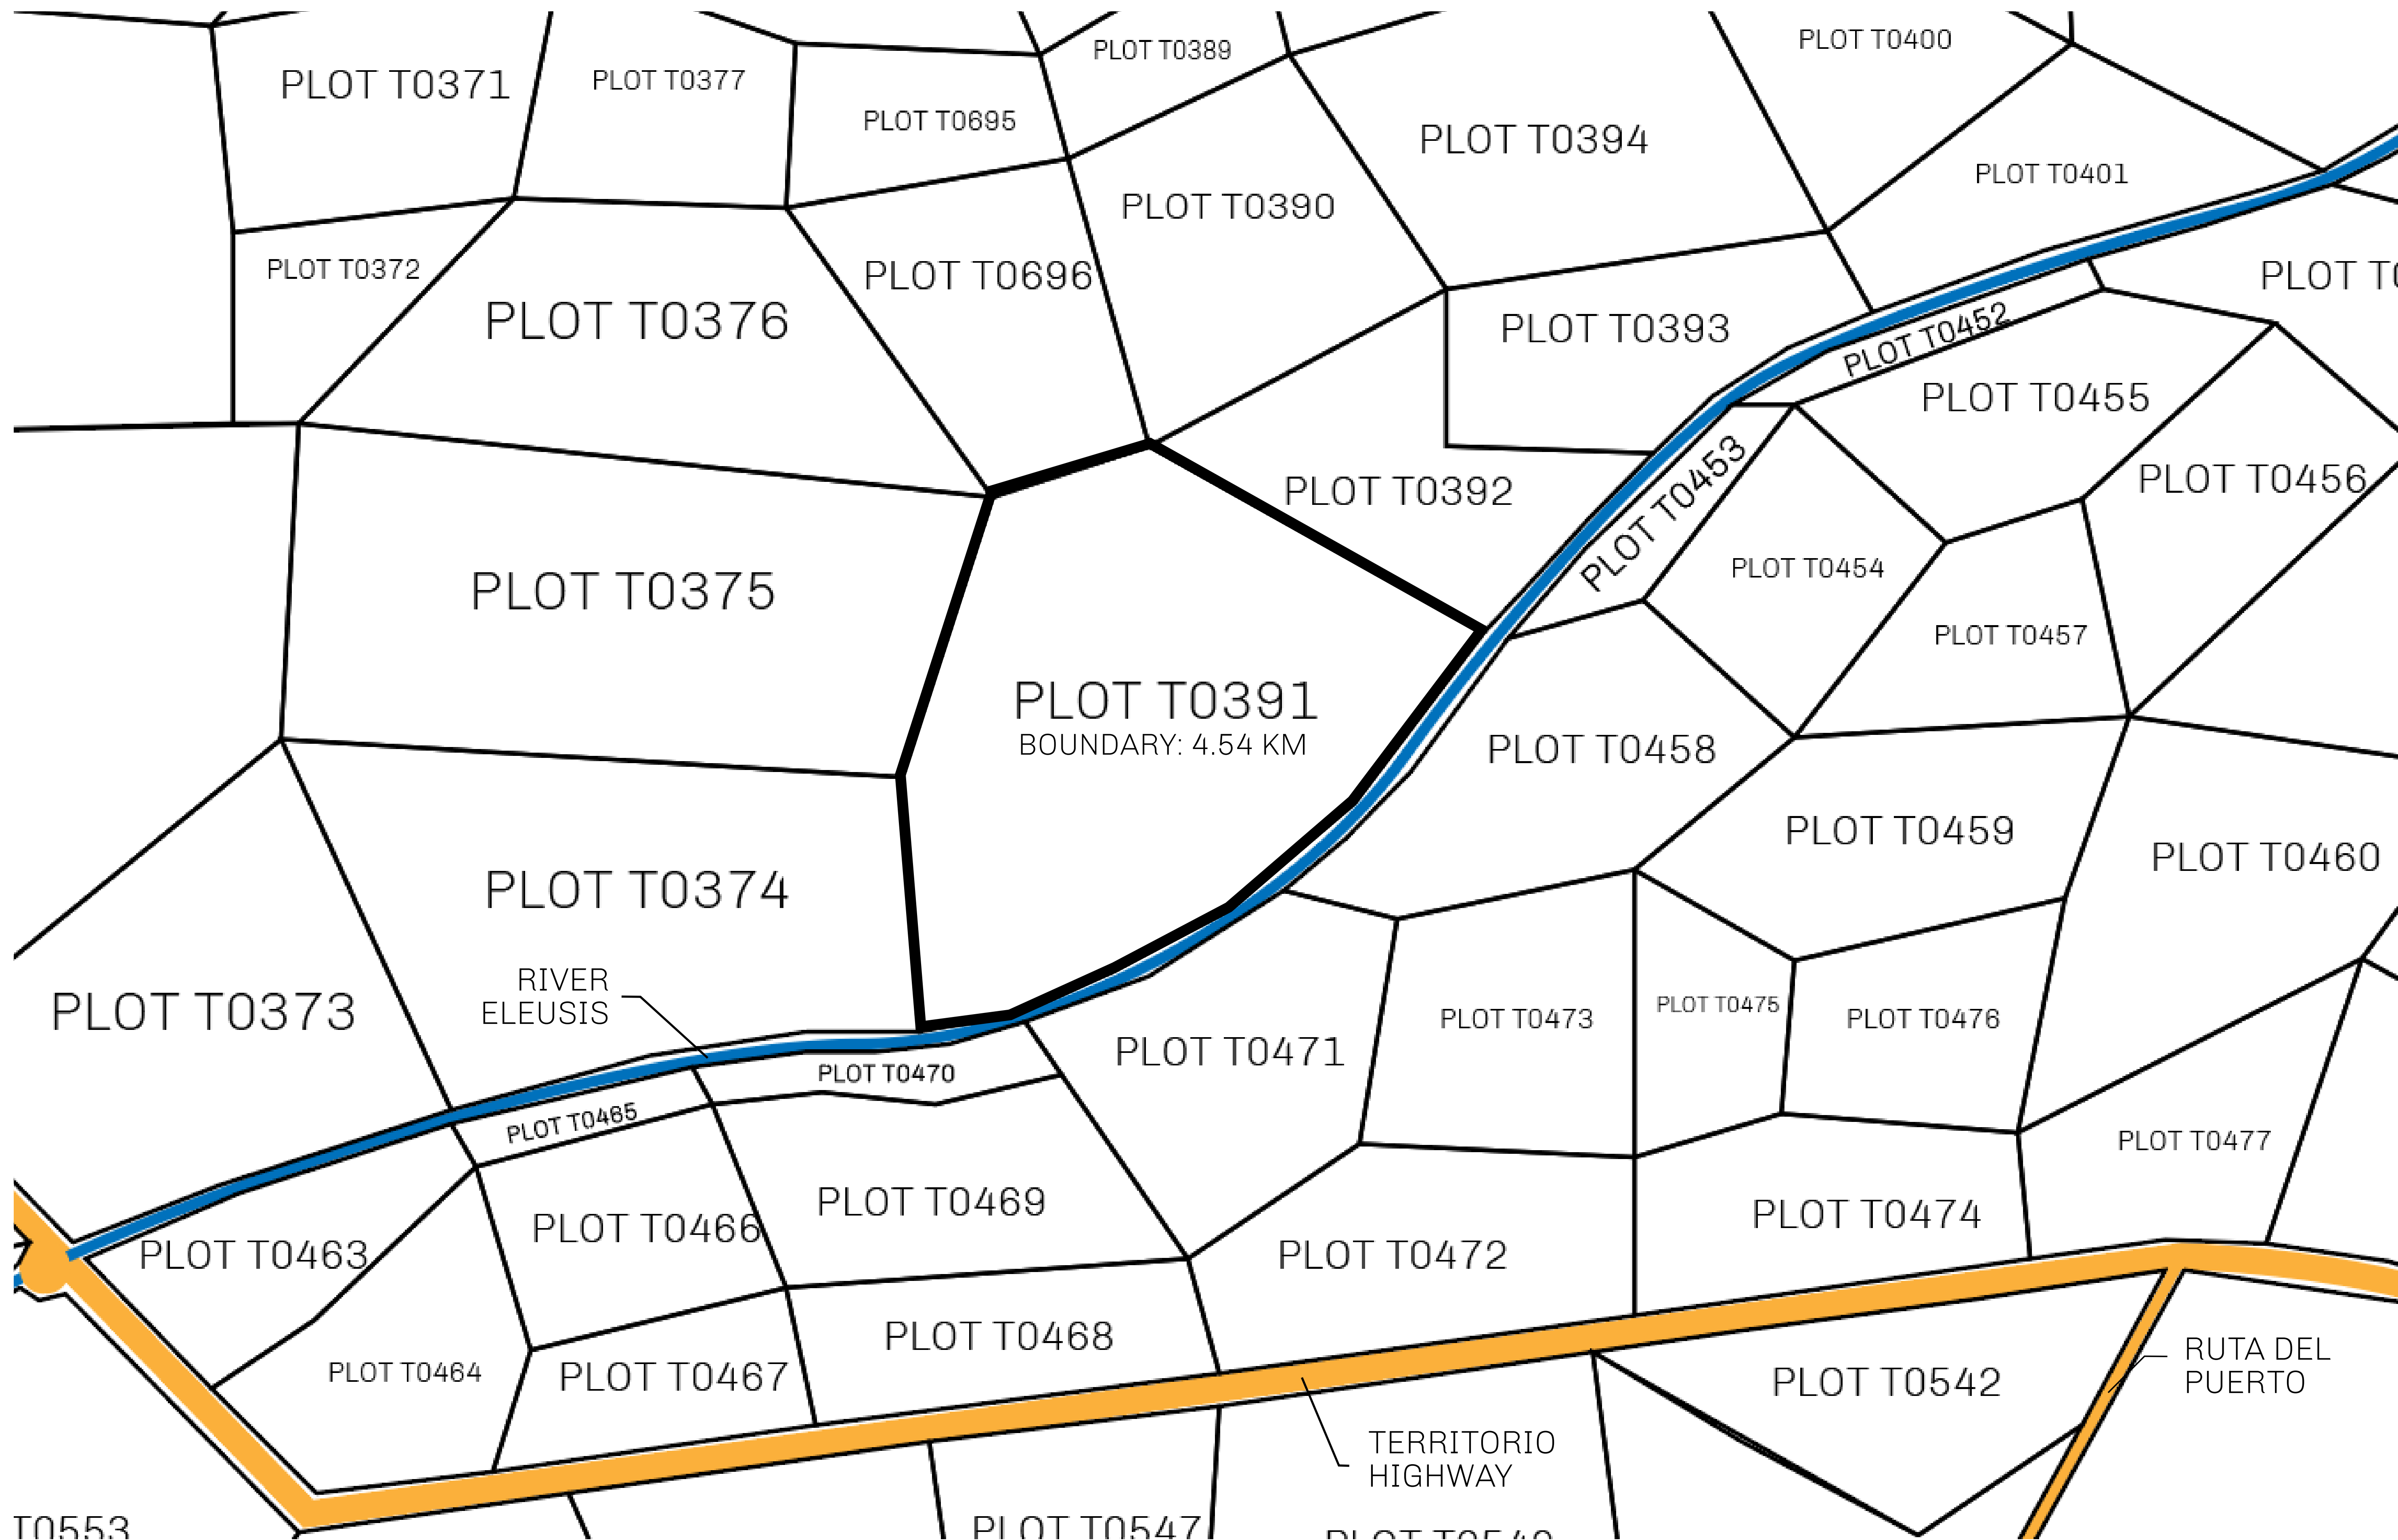 PLOT T0389
PLOT T0400
PLOT T0371
PLOT T0377
PLOT T0695
PLOT T0394
PLOT T0401
PLOT T0390
PLOT T0372
PLOT T0696
PLOT T0376
PLOT T0393
PLOT T0452
PLOT T0455
PLOT T0392
PLOT T0453
PLOT T0456
PLOT T0454
PLOT T0375
PLOT T0457
PLOT T0391
BOUNDARY: 4.54 KM
PLOT T0458
PLOT T0459
PLOT T0460
PLOT T0374
RIVER
ELEUSIS
PLOT T0373
PLOT T0475
PLOT T0473
PLOT T0476
PLOT T0471
PLOT T0470
PLOT T0465
PLOT T0477
PLOT T0469
PLOT T0474
PLOT T0466
PLOT T0463
PLOT T0472
PLOT T0468
PLOT T0464
PLOT T0467
PLOT T0542
RUTA DEL
PUERTO
TERRITORIO
HIGHWAY
T0553
PLOT T0547